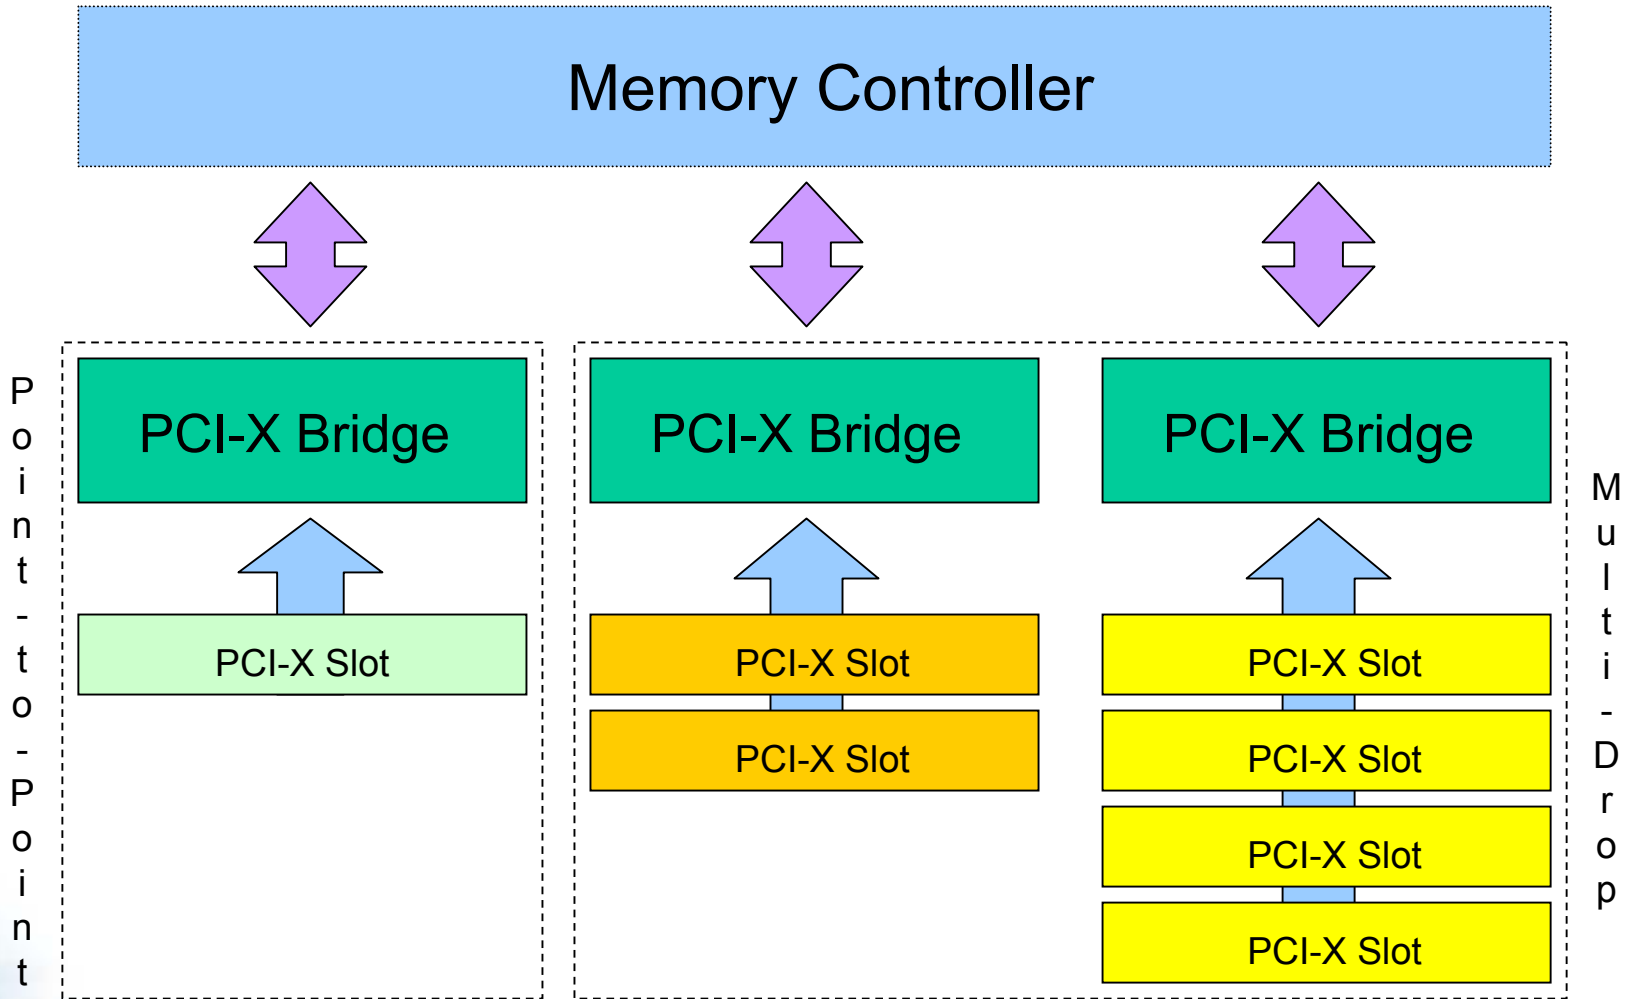 Memory Controller
Point-to-Point
PCI-X Bridge
PCI-X Slot
PCI-X Bridge
PCI-X Slot
PCI-X Slot
PCI-X Bridge
PCI-X Slot
PCI-X Slot
PCI-X Slot
PCI-X Slot
Multi-Drop